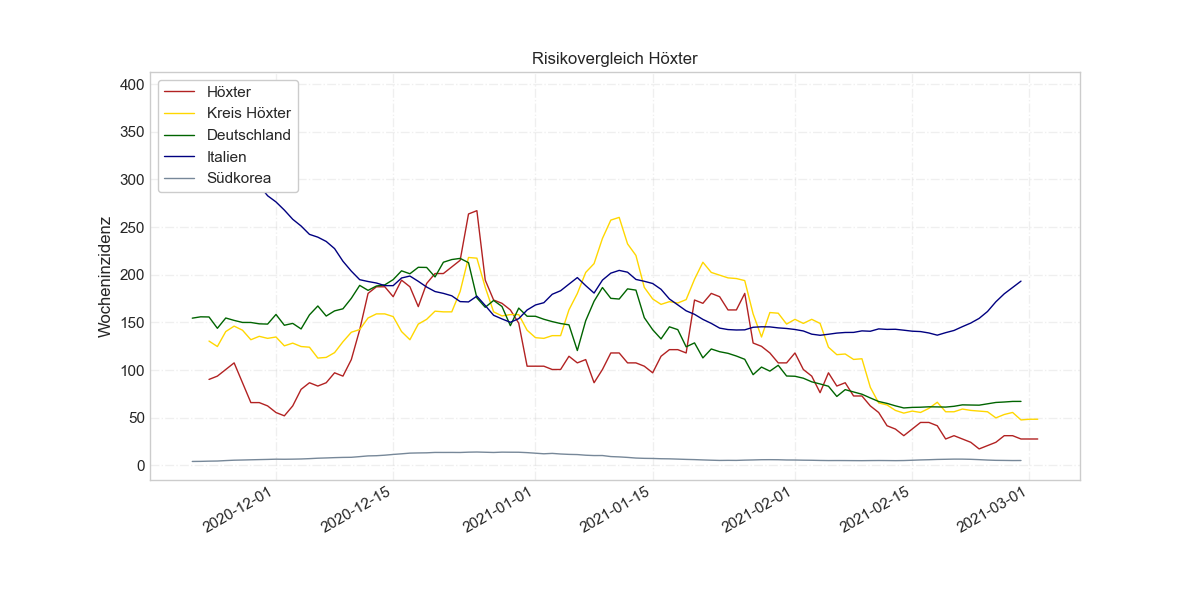 Risikovergleich Höxter
Wocheninzidenz
400
350
300
250
200
150
100
50
0
Höxter
Kreis Höxter
Deutschland
Italien
Südkorea
2020-12-01
2020-12-15
2021-01-01
2021-01-15
2021-02-01
2021-02-15
2021-03-01